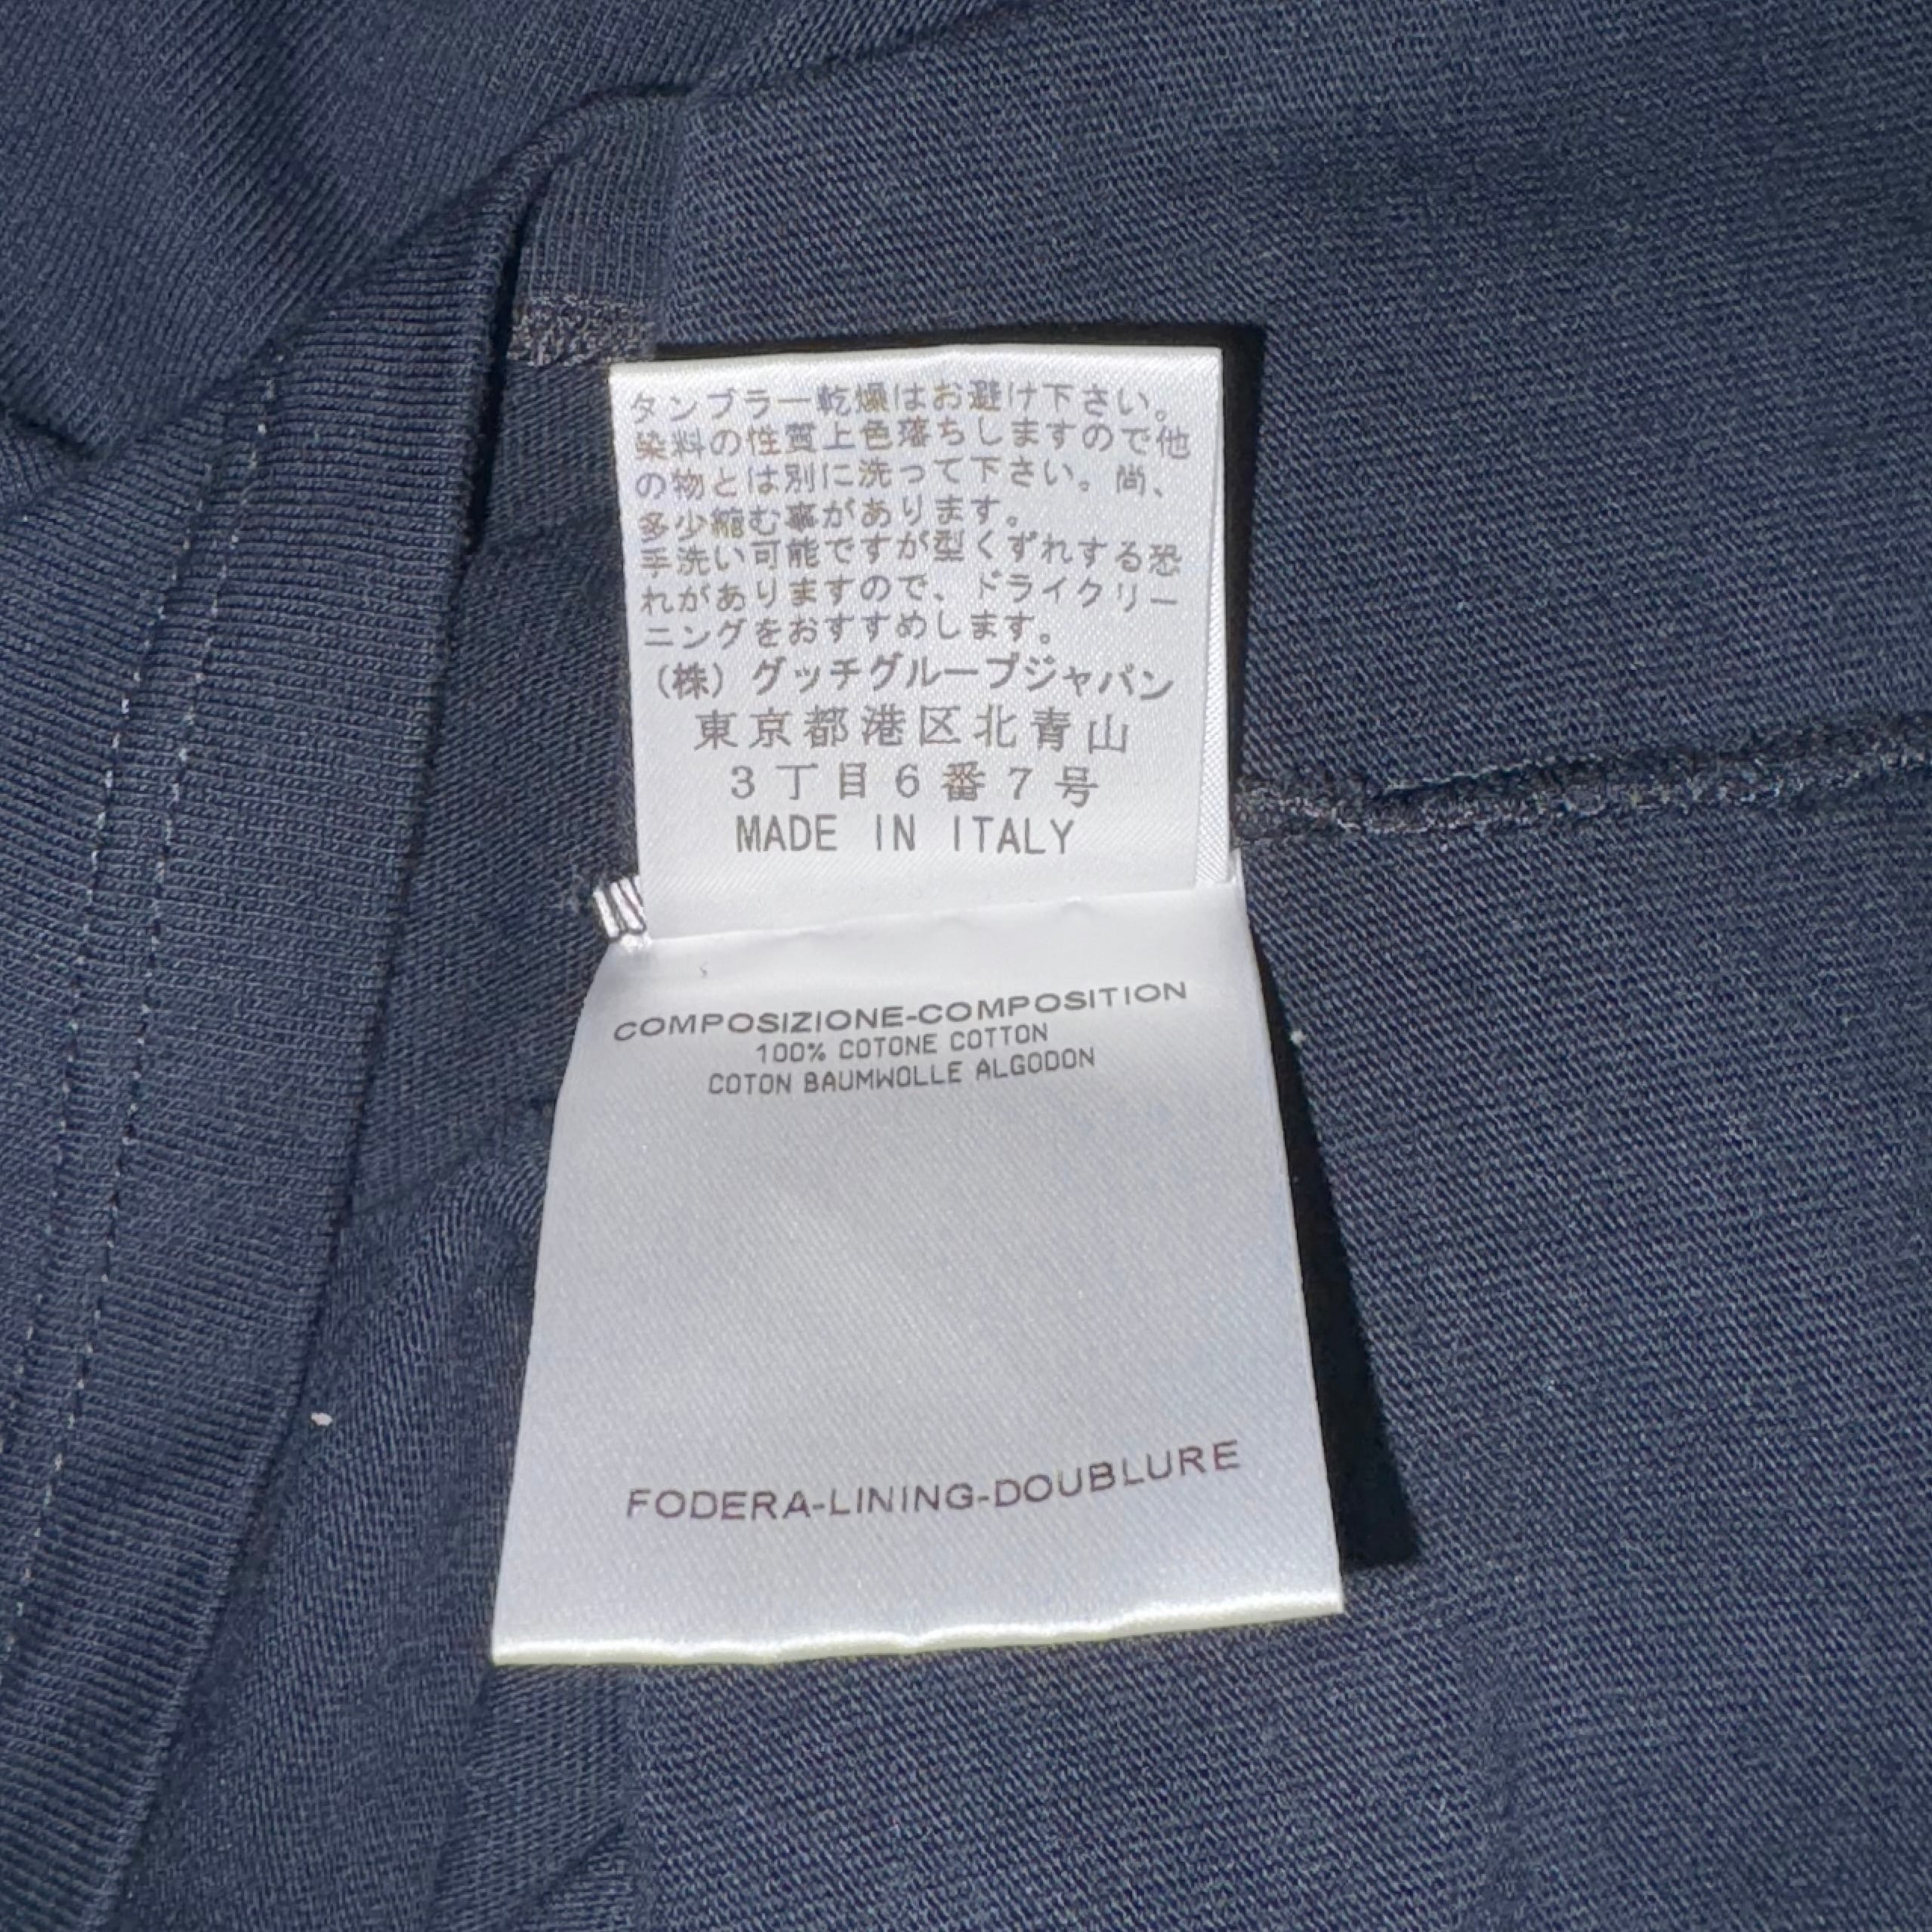 タンブラー乾燥はお避け下さい。
染料の性質上色落ちしますので他
の物とは別に洗って下さい。尚、
多少縮む事があります。
手洗い可能ですが型くずれする恐
れがありますので、ドライクリー
ニングをおすすめします。
(株)グッチグループジャパン
東京都港区北青山
3丁目6番7号
MADE IN ITALY
COMPOSIZIONE-COMPOSITION
100% COTONE COTTON
COTON BAUMWOLLE ALGODON
FODERA-LINING-DOUBLURE